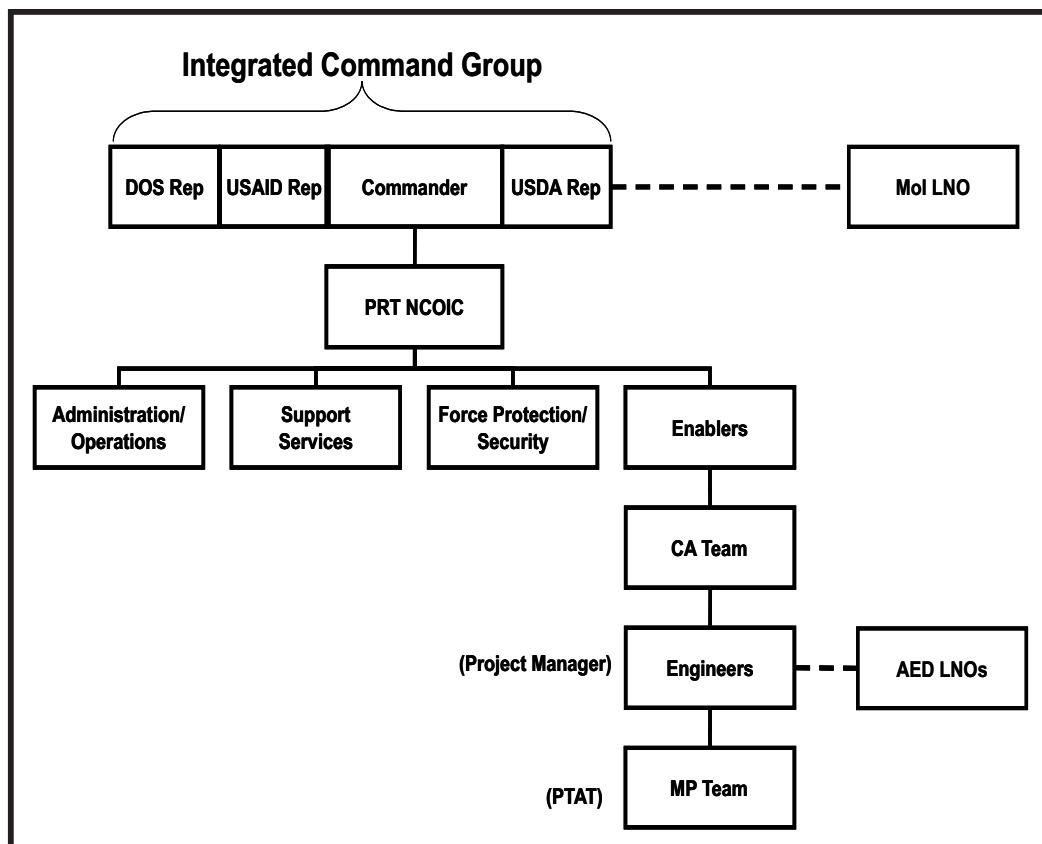 Integrated Command Group
DOS Rep
USAID Rep
Commander
USDA Rep
MoI LNO
PRT NCOIC
Administration/
Operations
Support
Services
Force Protection/
Security
Enablers
CA Team
(Project Manager)
Engineers
AED LNOs
(PTAT)
MP Team